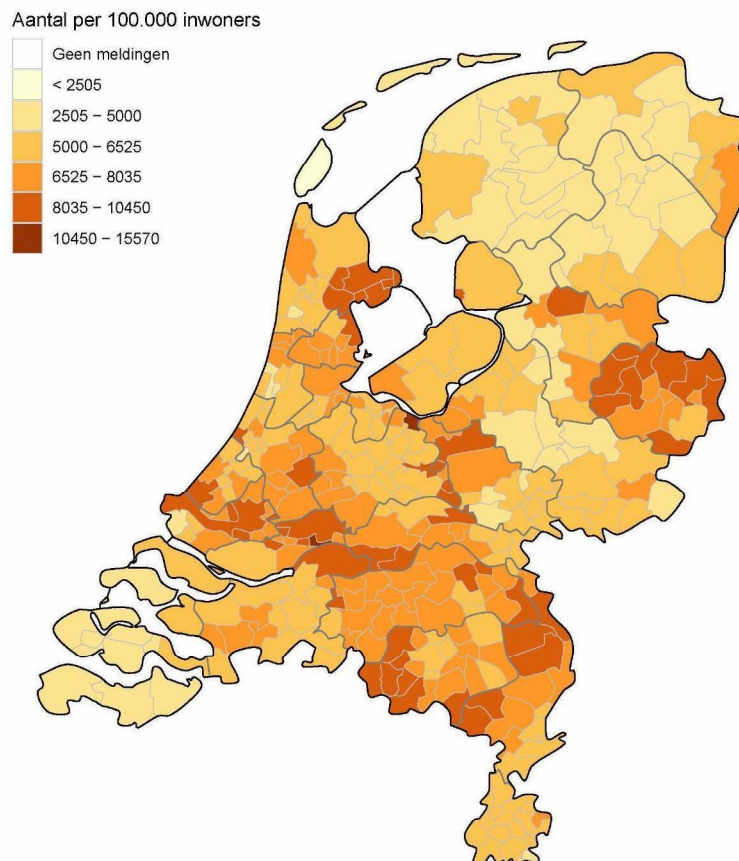 Aantal per 100.000 inwoners
Geen meldingen
< 2505
2505 − 5000
5000 − 6525
6525 − 8035
8035 − 10450
10450 − 15570